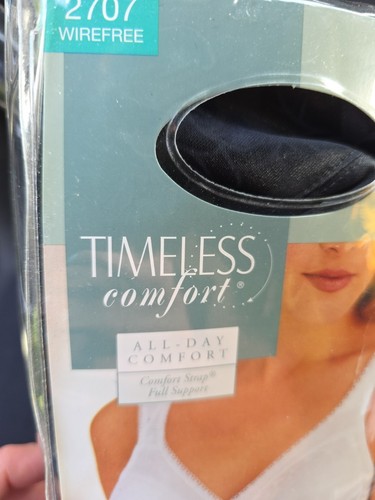 2707
WIREFREE
TIMELESS
comfort®
ALL-DAY
COMFORT
Comfort Strap®
Full Support